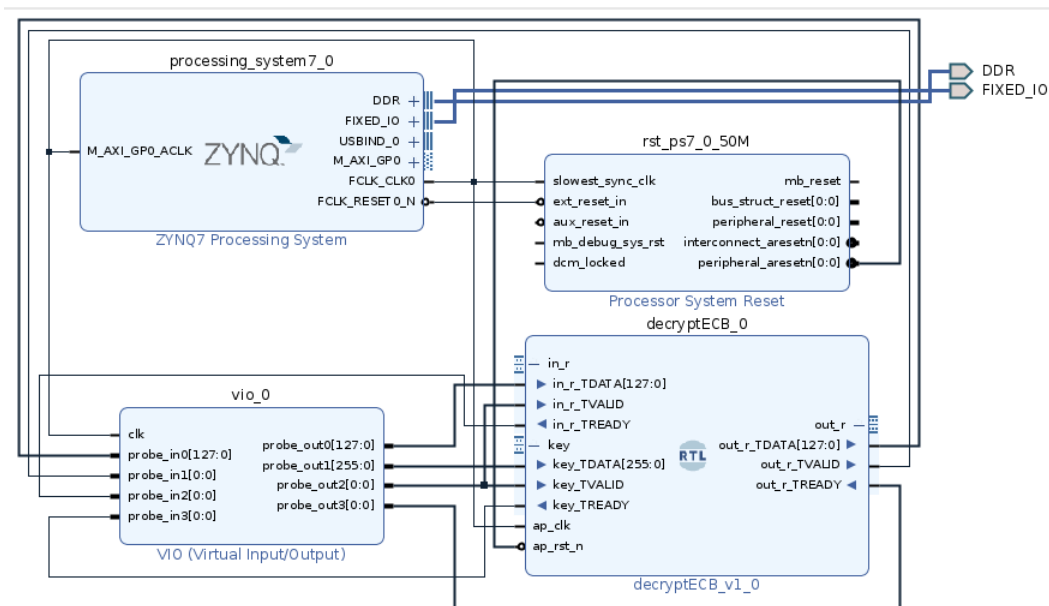 processing_system7_0
DDR
FIXED_IO
USBIND_0
M_AXI_GP0
FCLK_CLK0
FCLK_RESET0_N
M_AXI_GP0_ACLK
ZYNQ
ZYNQ7 Processing System
DDR
FIXED_IO
rst_ps7_0_50M
slowest_sync_clk
ext_reset_in
aux_reset_in
mb_debug_sys_rst
dcm_locked
mb_reset
bus_struct_reset[0:0]
peripheral_reset[0:0]
interconnect_aresetn[0:0]
peripheral_aresetn[0:0]
Processor System Reset
vio_0
clk
probe_in0[127:0]
probe_in1[0:0]
probe_in2[0:0]
probe_in3[0:0]
probe_out0[127:0]
probe_out1[255:0]
probe_out2[0:0]
probe_out3[0:0]
VIO (Virtual Input/Output)
decryptECB_0
in_r
in_r_TDATA[127:0]
in_r_TVALID
in_r_TREADY
key
key_TDATA[255:0]
key_TVALID
key_TREADY
ap_clk
ap_rst_n
RTL
out_r
out_r_TDATA[127:0]
out_r_TVALID
out_r_TREADY
decryptECB_v1_0